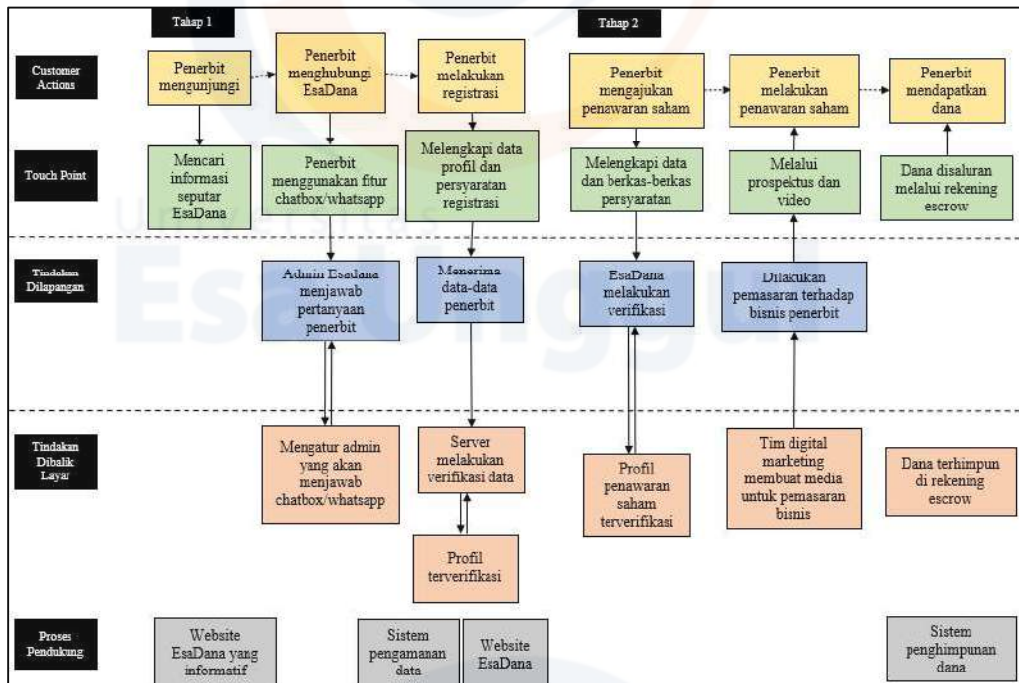 Tahap 1
Tahap 2
Customer
Actions
Penerbit
mengunjungi
Penerbit
menghubungi
EsaDana
Penerbit
melakukan
registrasi
Penerbit
mengajukan
penawaran saham
Penerbit
melakukan
penawaran saham
Penerbit
mendapatkan
dana
Touch Point
Mencari
informasi
seputar
EsaDana
Penerbit
menggunakan fitur
chatbox/whatsapp
Melengkapi data
profil dan
persyaratan
registrasi
Melengkapi data
dan berkas-berkas
persyaratan
Melalui
prospektus dan
video
Dana disaluran
melalui rekening
escrow
Universitas
Esa Unggul
Tindakan
Dilapangan
Admin Esadana
menjawab
pertanyaan
penerbit
Menerima
data-data
penerbit
EsaDana
melakukan
verifikasi
Dilakukan
pemasaran terhadap
bisnis penerbit
Tindakan
Dibalik
Layar
Mengatur admin
yang akan
menjawab
chatbox/whatsapp
Server
melakukan
verifikasi data
Profil
terverifikasi
Profil
penawaran
saham
terverifikasi
Tim digital
marketing
membuat media
untuk pemasaran
bisnis
Dana terhimpun
di rekening
escrow
Proses
Pendukung
Website
EsaDana yang
informatif
Sistem
pengamanan
data
Website
EsaDana
Sistem
penghimpunan
dana